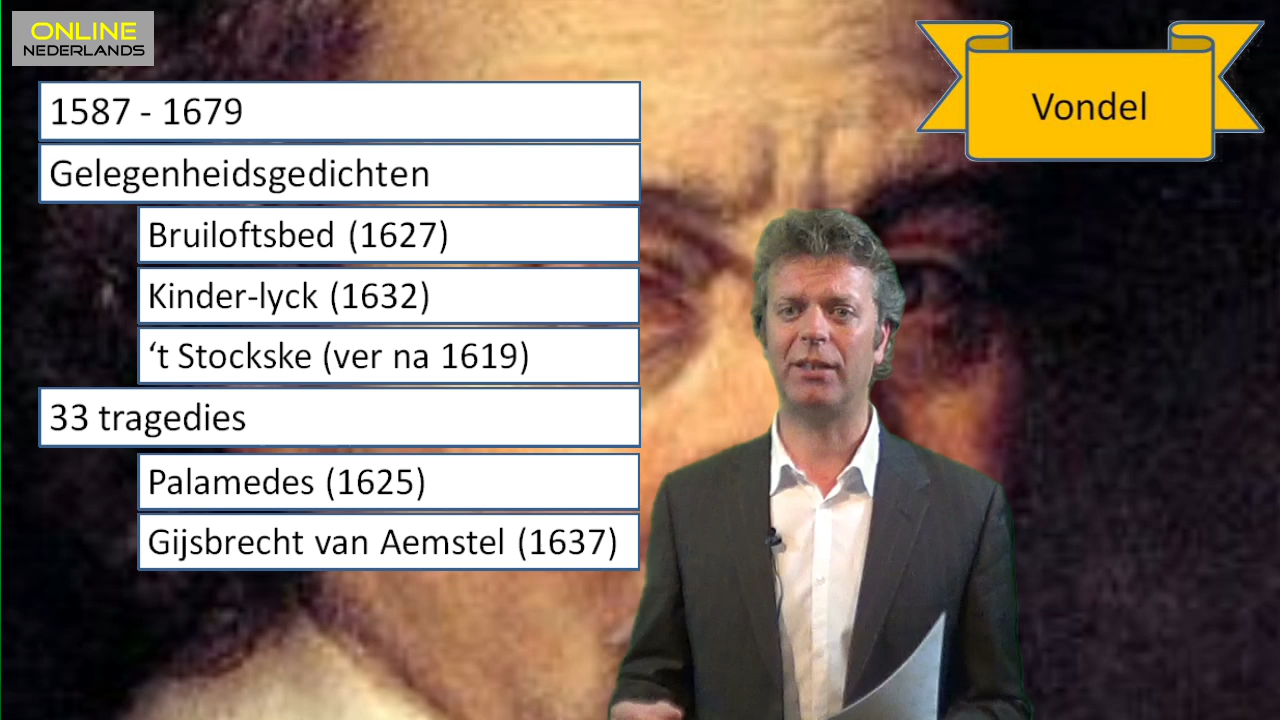 ONLINE
NEDERLANDS
Vondel
1587 - 1679
Gelegenheidsgedichten
Bruiloftsbed (1627)
Kinder-lyck (1632)
‘t Stockske (ver na 1619)
33 tragedies
Palamedes (1625)
Gijsbrecht van Aemstel (1637)